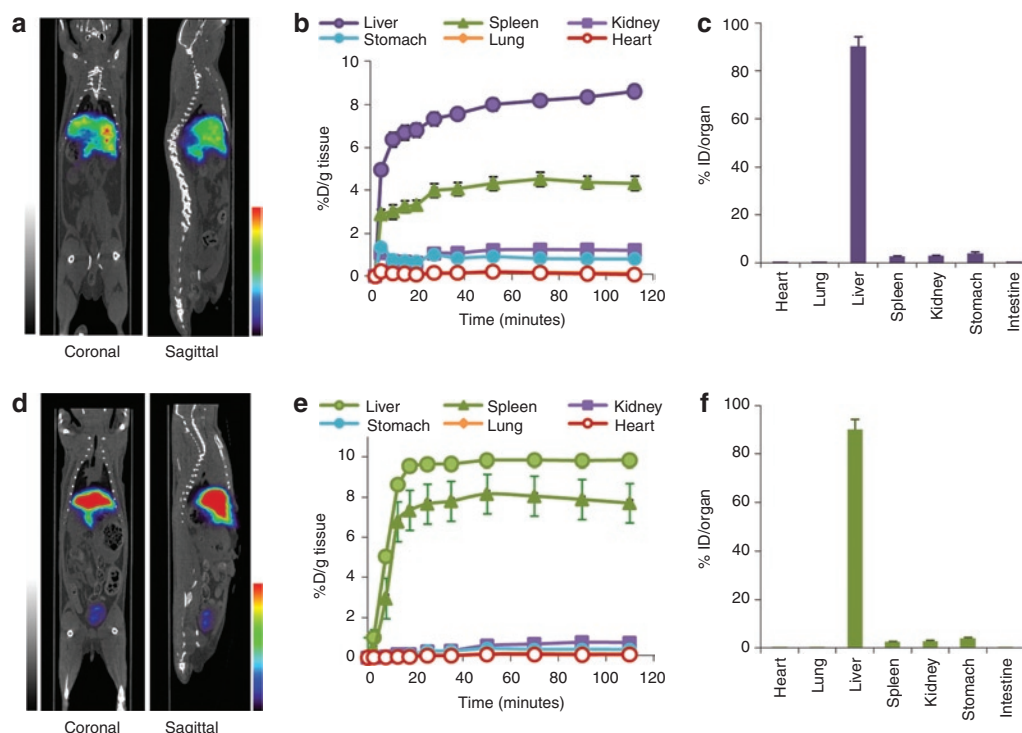 a
Coronal Sagittal
b
Liver Spleen Kidney
Stomach Lung Heart
10
8
6
4
2
0
%D/g tissue
0 20 40 60 80 100 120
Time (minutes)
c
100
80
60
40
20
0
% ID/organ
Heart
Lung
Liver
Spleen
Kidney
Stomach
Intestine
d
Coronal Sagittal
e
Liver Spleen Kidney
Stomach Lung Heart
10
8
6
4
2
0
%D/g tissue
0 20 40 60 80 100 120
Time (minutes)
f
100
80
60
40
20
0
% ID/organ
Heart
Lung
Liver
Spleen
Kidney
Stomach
Intestine